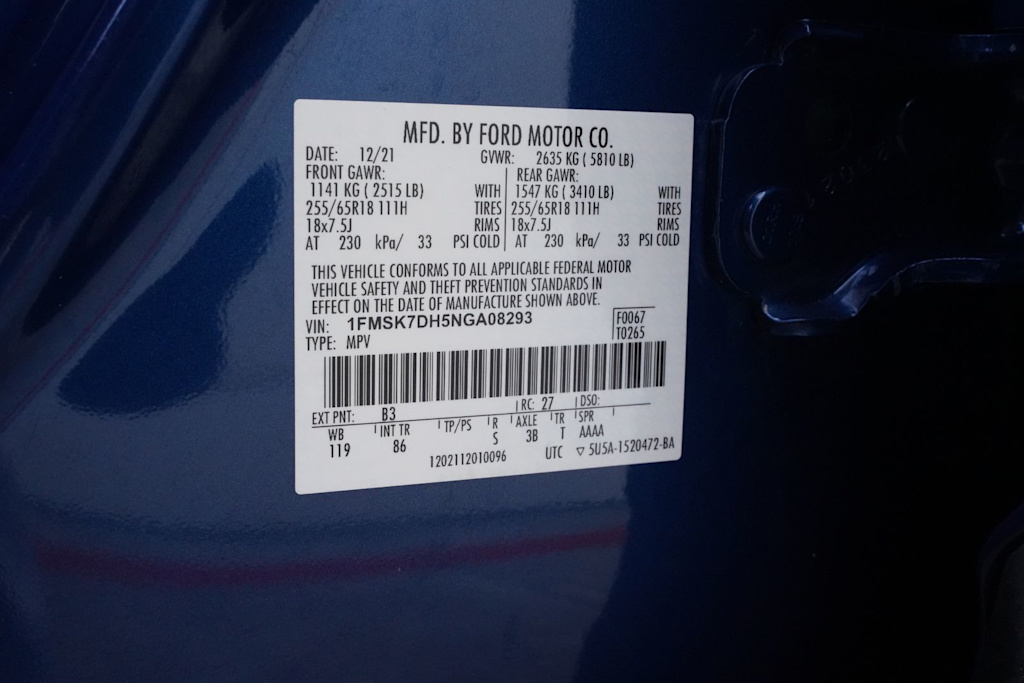 MFD. BY FORD MOTOR CO.
DATE: 12/21 GVWR: 2635 KG ( 5810 LB)
FRONT GAWR: REAR GAWR:
1141 KG ( 2515 LB) WITH 1547 KG ( 3410 LB) WITH
255/65R18 111H TIRES 255/65R18 111H TIRES
18x7.5J RIMS 18x7.5J RIMS
AT 230 kPa/ 33 PSI COLD AT 230 kPa/ 33 PSI COLD
THIS VEHICLE CONFORMS TO ALL APPLICABLE FEDERAL MOTOR
VEHICLE SAFETY AND THEFT PREVENTION STANDARDS IN
EFFECT ON THE DATE OF MANUFACTURE SHOWN ABOVE.
VIN: 1FMSK7DH5NGA08293 F0067
TYPE: MPV T0265
EXT PNT: B3 RC: 27 DSO:
WB INT TR TP/PS R AXLE TR SPR
119 86 S 3B T AAAA
1202112010096 UTC ▽ 5U5A-1520472-BA